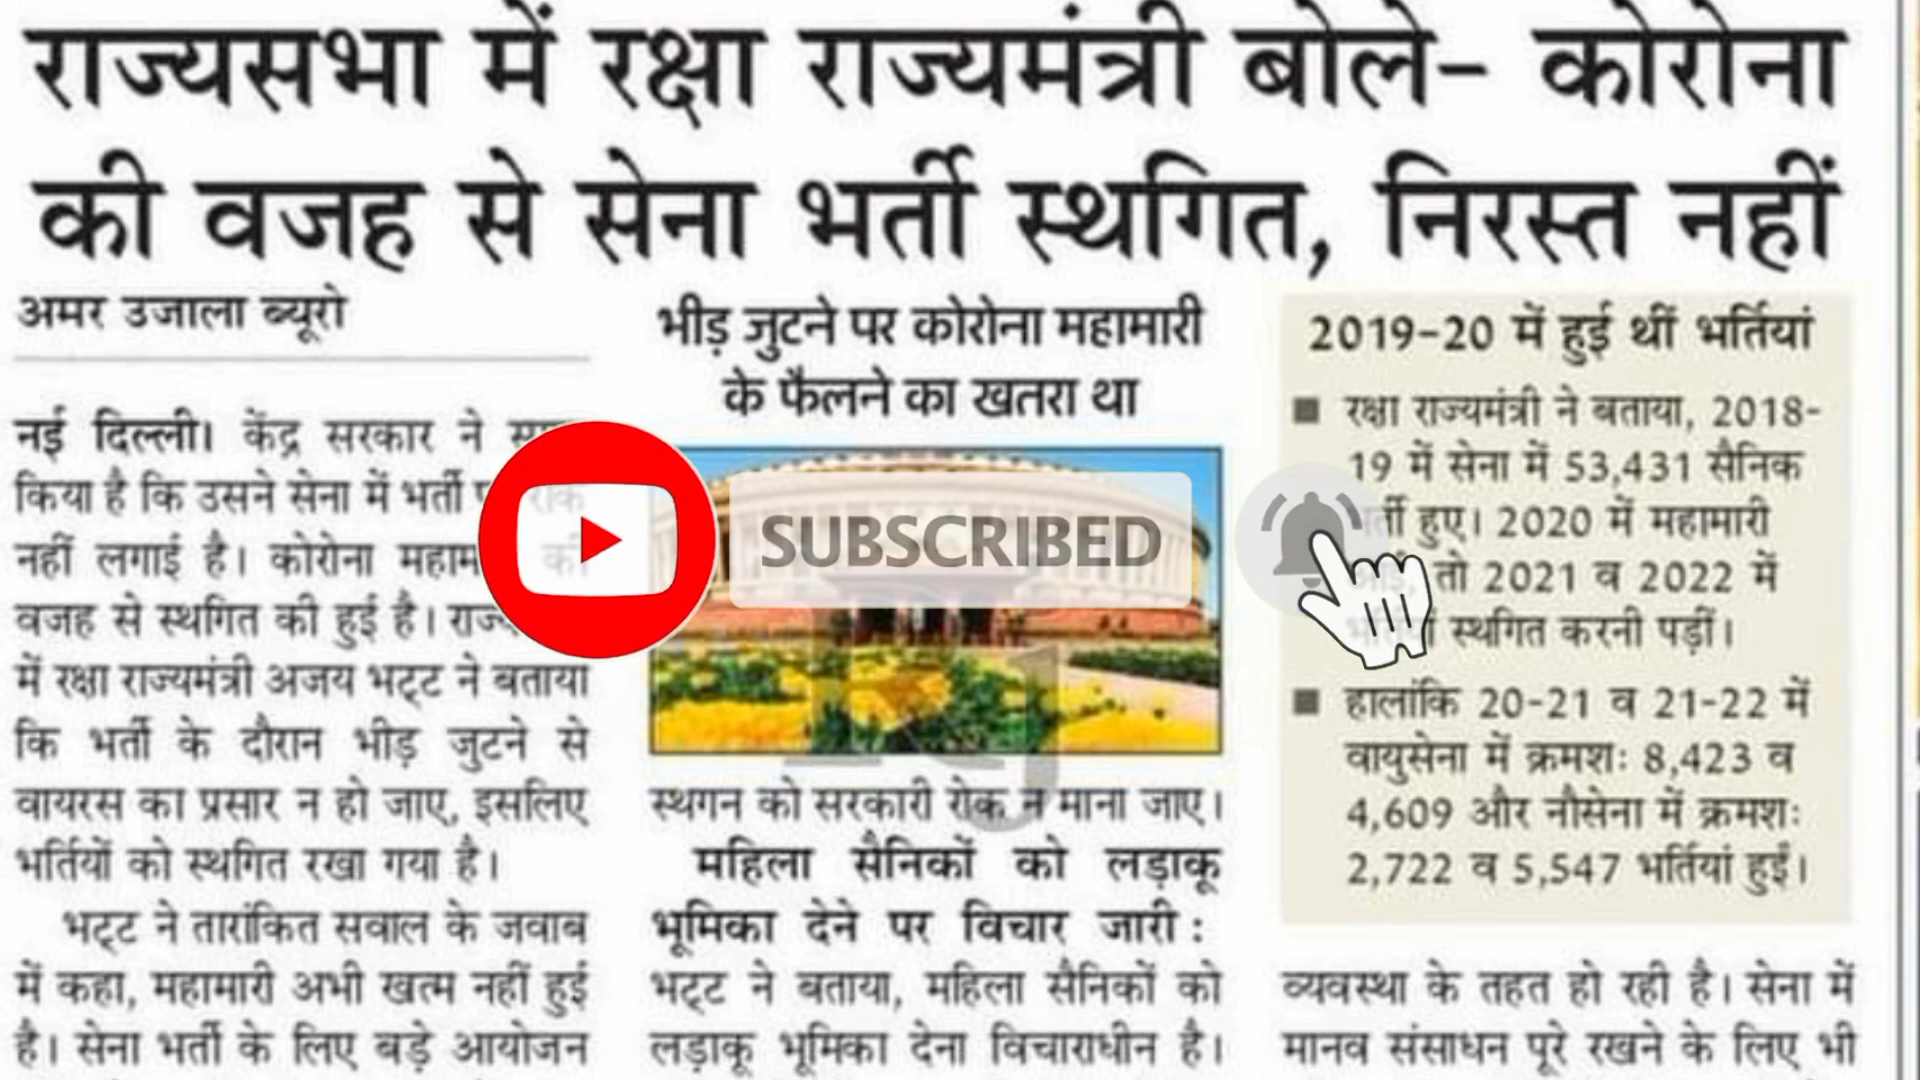 राज्यसभा में रक्षा राज्यमंत्री बोले- कोरोना
की वजह से सेना भर्ती स्थगित, निरस्त नहीं
अमर उजाला ब्यूरो
नई दिल्ली। केंद्र सरकार ने
किया है कि उसने सेना में भर्ती
नहीं लगाई है। कोरोना
वजह से स्थगित की हुई है।
में रक्षा राज्यमंत्री अजय भट्ट ने बताया
कि भर्ती के दौरान भीड़ जुटने से
वायरस का प्रसार न हो जाए, इसलिए
भर्तियों को स्थगित रखा गया है।
भट्ट ने तारांकित सवाल के जवाब
में कहा, महामारी अभी खत्म नहीं हुई
है। सेना भर्ती के लिए बड़े आयोजन
भीड़ जुटने पर कोरोना महामारी
के फैलने का खतरा था
SUBSCRIBED
स्थगन को सरकारी रोक न माना जाए।
महिला सैनिकों को लड़ाकू
भूमिका देने पर विचार जारी :
भट्ट ने बताया, महिला सैनिकों को
लड़ाकू भूमिका देना विचाराधीन है।
2019-20 में हुई थीं भर्तियां
रक्षा राज्यमंत्री ने बताया, 2018-
19 में सेना में 53,431 सैनिक
हुए। 2020 में महामारी
तो 2021 व 2022 में
स्थगित करनी पड़ीं।
हालांकि 20-21 व 21-22 में
वायुसेना में क्रमशः 8,423 व
4,609 और नौसेना में क्रमशः
2,722 व 5,547 भर्तियां हुईं।
व्यवस्था के तहत हो रही है। सेना में
मानव संसाधन पूरे रखने के लिए भी